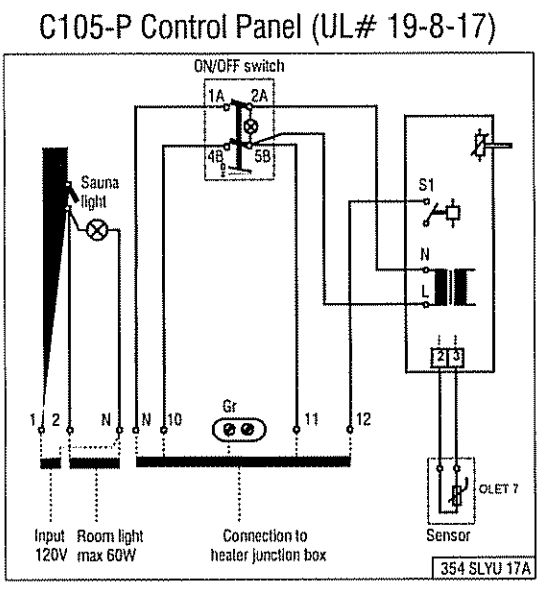 C105-P Control Panel (UL# 19-8-17)
ON/OFF switch
1A 2A
4B 5B
Sauna
light
S1
N
L
2 3
1 2 N N 10 Gr 11 12
OLET 7
Input
120V
Room light
max 60W
Connection to
heater junction box
Sensor
354 SLYU 17A